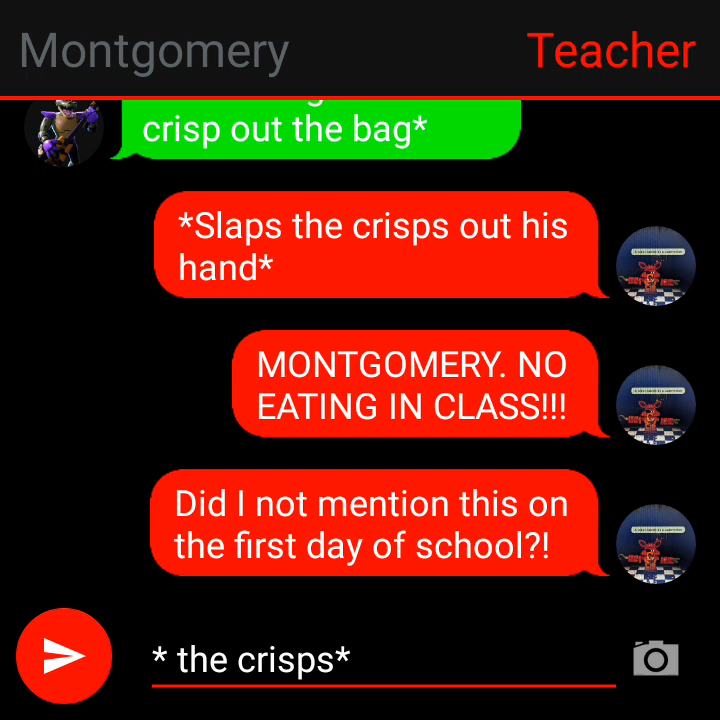 Montgomery Teacher
crisp out the bag*
*Slaps the crisps out his
hand*
MONTGOMERY. NO
EATING IN CLASS!!!
Did I not mention this on
the first day of school?!
* the crisps*